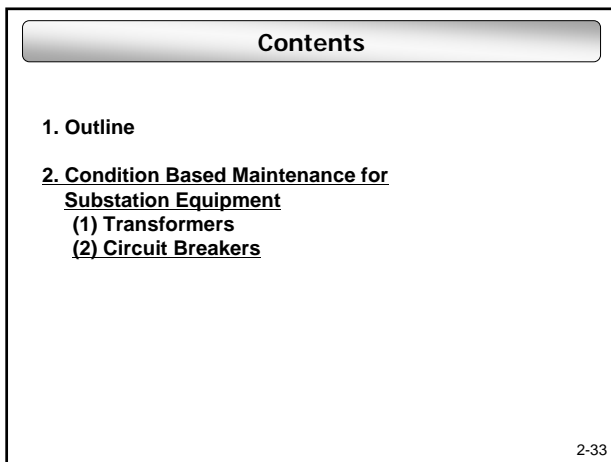 Contents
1. Outline
2. Condition Based Maintenance for
Substation Equipment
(1) Transformers
(2) Circuit Breakers
2-33